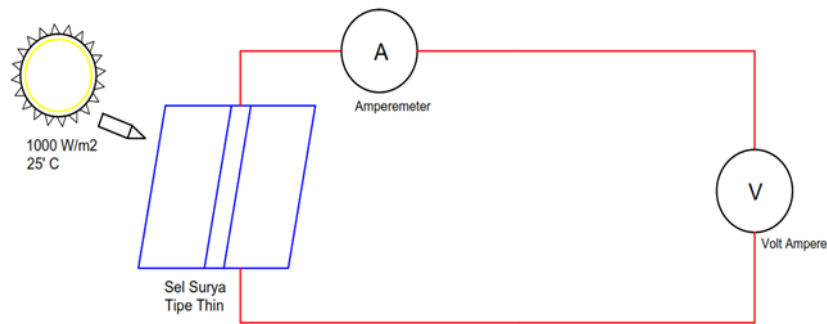 A
Amperemeter
1000 W/m2
25' C
V
Volt Ampere
Sel Surya
Tipe Thin